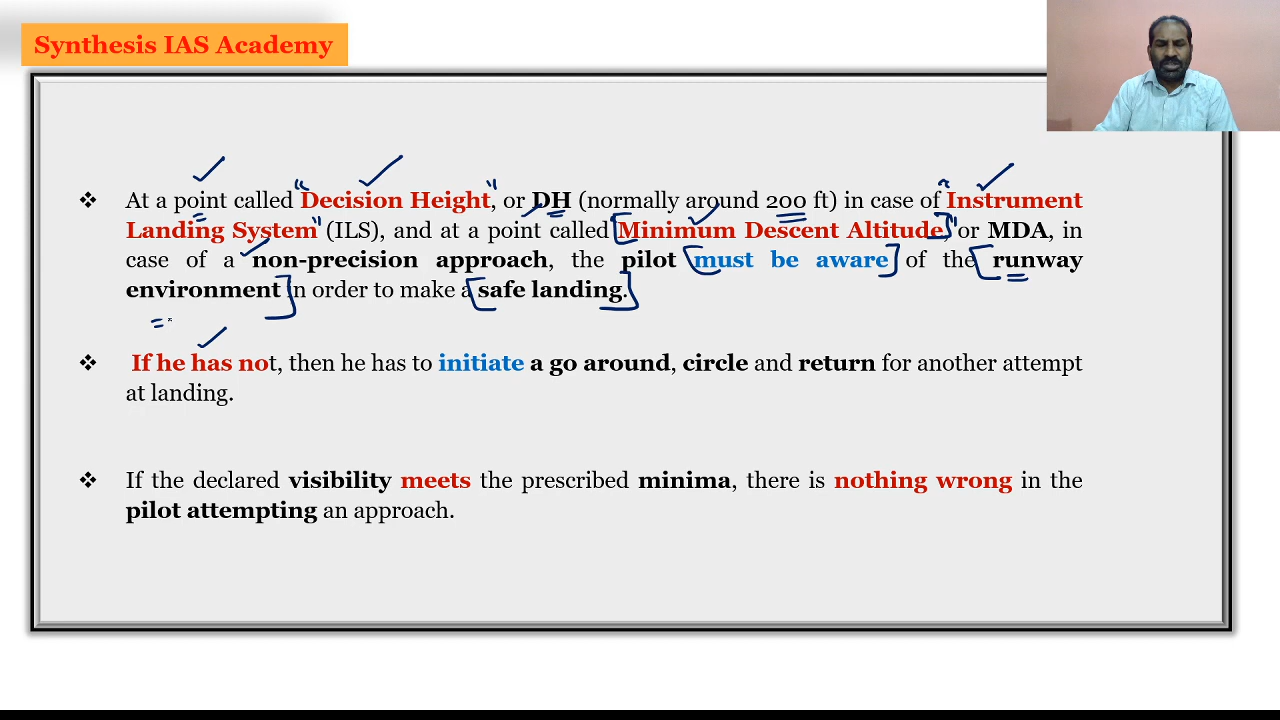 Synthesis IAS Academy
❖ At a point called "Decision Height", or DH (normally around 200 ft) in case of "Instrument
Landing System" (ILS), and at a point called [Minimum Descent Altitude,]" or MDA, in
case of a non-precision approach, the pilot [must be aware] of the [runway
environment] in order to make a [safe landing.]
❖ If he has not, then he has to initiate a go around, circle and return for another attempt
at landing.
❖ If the declared visibility meets the prescribed minima, there is nothing wrong in the
pilot attempting an approach.